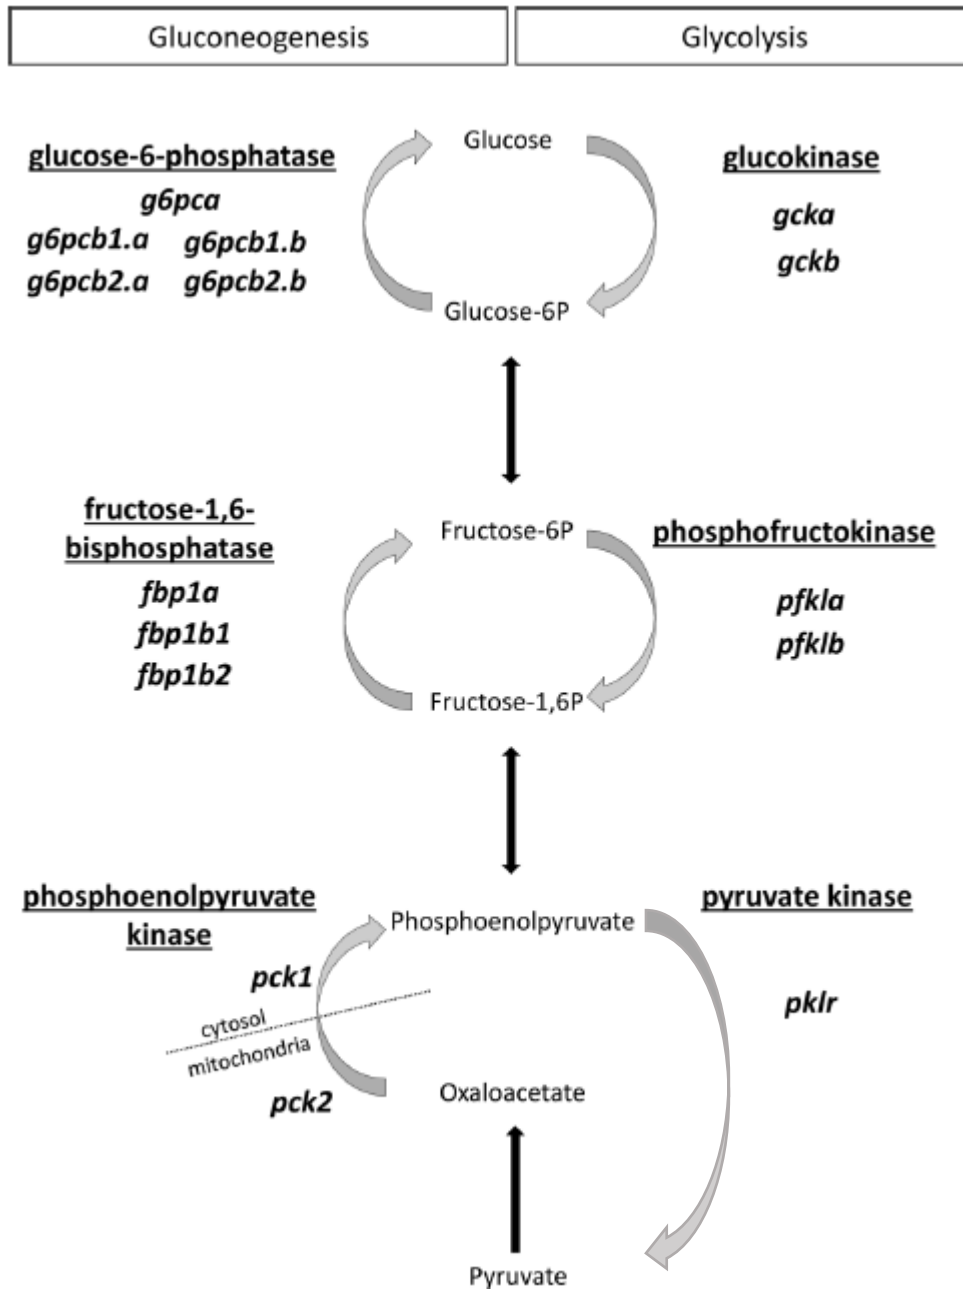 Gluconeogenesis
Glycolysis
glucose-6-phosphatase
g6pca
g6pcb1.a g6pcb1.b
g6pcb2.a g6pcb2.b
Glucose
Glucose-6P
glucokinase
gcka
gckb
fructose-1,6-
bisphosphatase
fbp1a
fbp1b1
fbp1b2
Fructose-6P
Fructose-1,6P
phosphofructokinase
pfkla
pfklb
phosphoenolpyruvate
kinase
pck1
cytosol
mitochondria
pck2
Phosphoenolpyruvate
Oxaloacetate
Pyruvate
pyruvate kinase
pklr